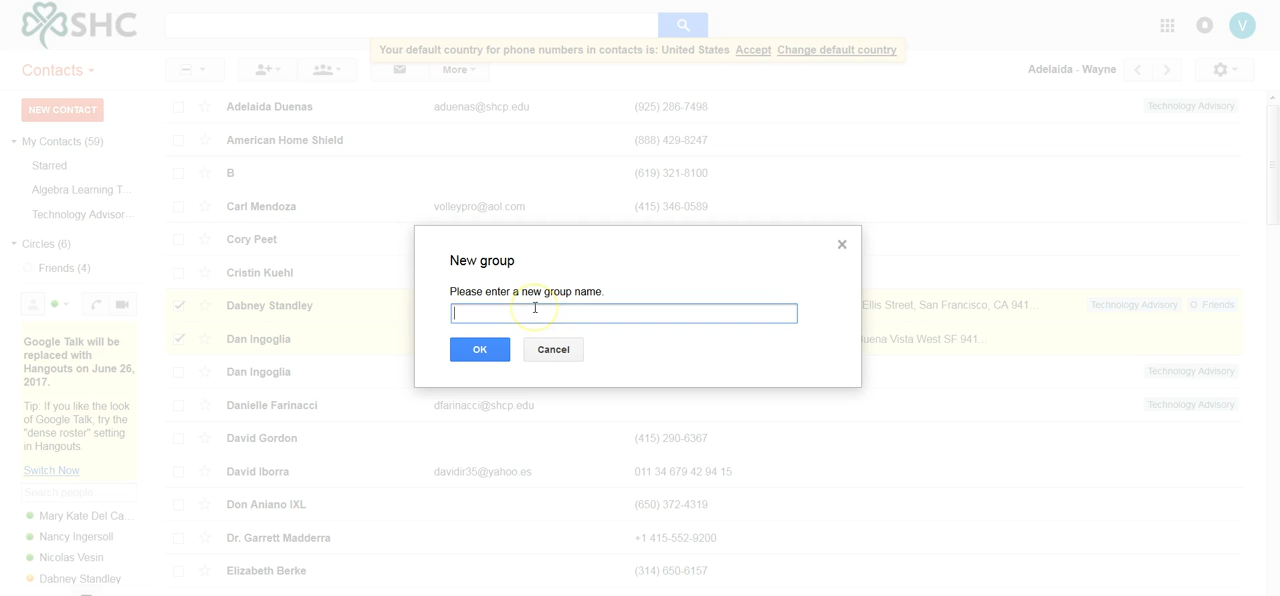 SHC
Your default country for phone numbers in contacts is: United States Accept Change default country
Contacts
More
Adelaida - Wayne
V
NEW CONTACT
My Contacts (59)
Starred
Algebra Learning T...
Technology Advisor...
Circles (6)
Friends (4)
Google Talk will be
replaced with
Hangouts on June 26,
2017.
Tip: If you like the look
of Google Talk, try the
"dense roster" setting
in Hangouts.
Switch Now
Search people
Mary Kate Del Ca...
Nancy Ingersoll
Nicolas Vesin
Dabney Standley
Adelaida Duenas aduenas@shcp.edu (925) 286-7498 Technology Advisory
American Home Shield (888) 429-8247
B (619) 321-8100
Carl Mendoza volleypro@aol.com (415) 346-0589
Cory Peet
Cristin Kuehl
Dabney Standley Ellis Street, San Francisco, CA 941... Technology Advisory Friends
Dan Ingoglia uena Vista West SF 941...
Dan Ingoglia Technology Advisory
Danielle Farinacci dfarinacci@shcp.edu Technology Advisory
David Gordon (415) 290-6367
David Iborra davidir35@yahoo.es 011 34 679 42 94 15
Don Aniano IXL (650) 372-4319
Dr. Garrett Madderra +1 415-552-9200
Elizabeth Berke (314) 650-6157
New group
Please enter a new group name.
OK Cancel